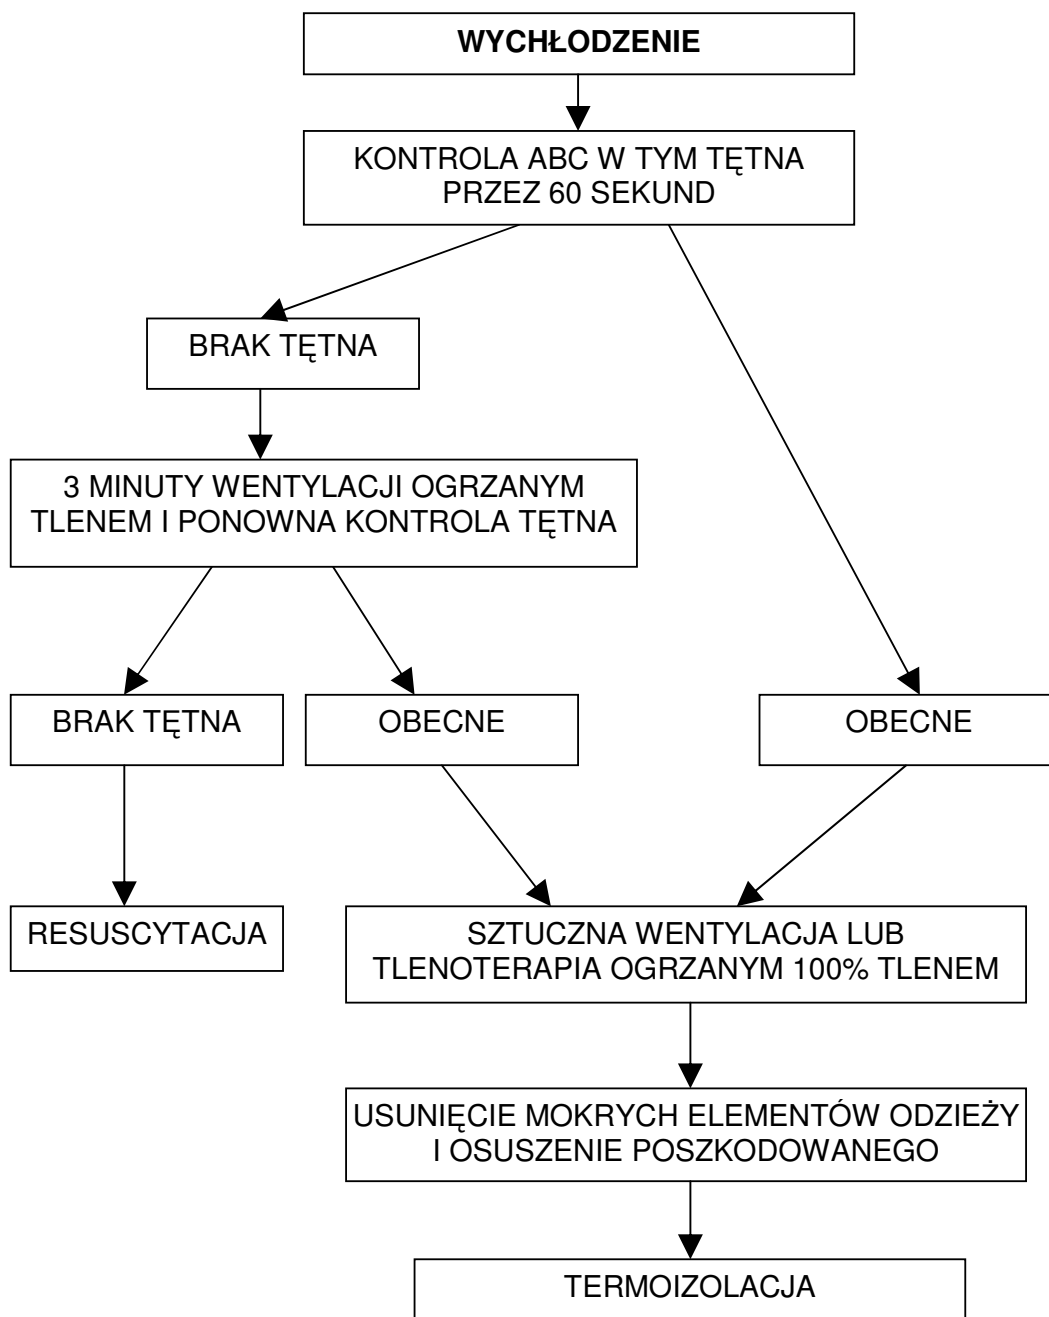 WYCHŁODZENIE
KONTROLA ABC W TYM TĘTNA
PRZEZ 60 SEKUND
BRAK TĘTNA
3 MINUTY WENTYLACJI OGRZANYM
TLENEM I PONOWNA KONTROLA TĘTNA
BRAK TĘTNA
OBECNE
OBECNE
RESUSCYTACJA
SZTUCZNA WENTYLACJA LUB
TLENOTERAPIA OGRZANYM 100% TLENEM
USUNIĘCIE MOKRYCH ELEMENTÓW ODZIEŻY
I OSUSZENIE POSZKODOWANEGO
TERMOIZOLACJA